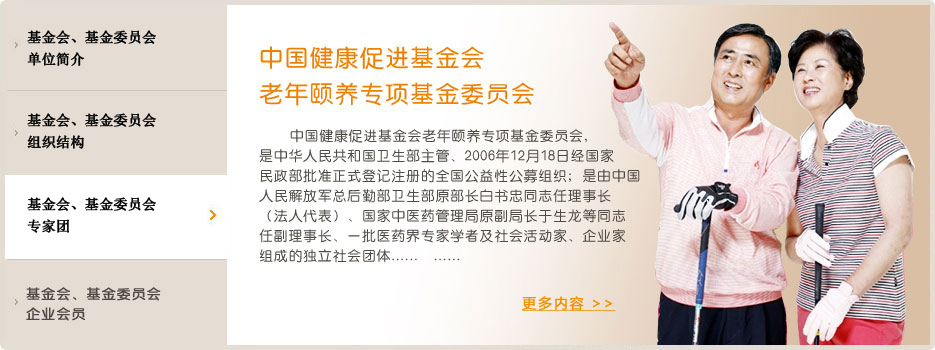 基金会、基金委员会
单位简介
基金会、基金委员会
组织结构
基金会、基金委员会
专家团
基金会、基金委员会
企业会员
中国健康促进基金会
老年颐养专项基金委员会
中国健康促进基金会老年颐养专项基金委员会，
是中华人民共和国卫生部主管、2006年12月18日经国家
民政部批准正式登记注册的全国公益性公募组织；是由中国
人民解放军总后勤部卫生部原部长白书忠同志任理事长
（法人代表）、国家中医药管理局原副局长于生龙等同志
任副理事长、一批医药界专家学者及社会活动家、企业家
组成的独立社会团体…… ……
更多内容 >>